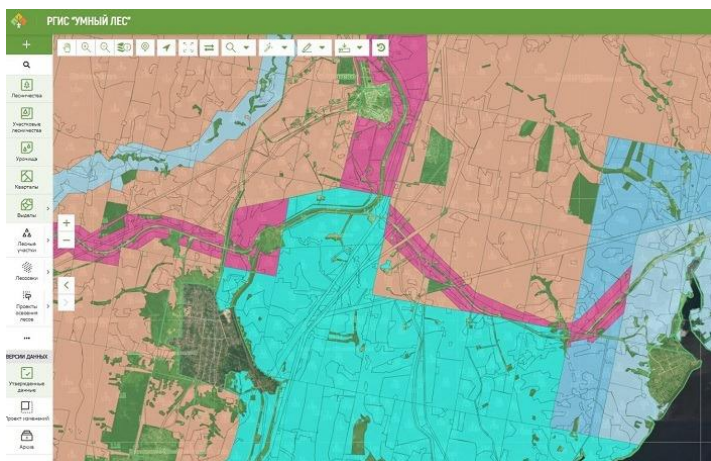 РГИС "УМНЫЙ ЛЕС"
Лесничества
Участковые
лесничества
Урочища
Кварталы
Выделы
Лесные
участки
Лесосеки
Проекты
освоения
лесов
ВЕРСИИ ДАННЫХ
Утвержденные
данные
Проект изменений
Архив